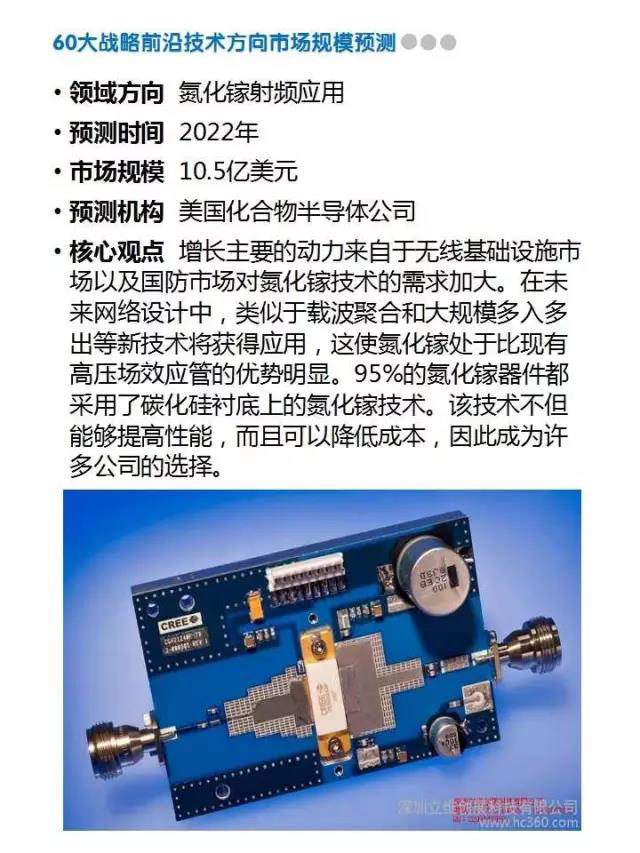 60大战略前沿技术方向市场规模预测
• 领域方向 氮化镓射频应用
• 预测时间 2022年
• 市场规模 10.5亿美元
• 预测机构 美国化合物半导体公司
• 核心观点 增长主要的动力来自于无线基础设施市
场以及国防市场对氮化镓技术的需求加大。在未
来网络设计中，类似于载波聚合和大规模多入多
出等新技术将获得应用，这使氮化镓处于比现有
高压场效应管的优势明显。95%的氮化镓器件都
采用了碳化硅衬底上的氮化镓技术。该技术不但
能够提高性能，而且可以降低成本，因此成为许
多公司的选择。
CREE
CREE
www.hc360.com